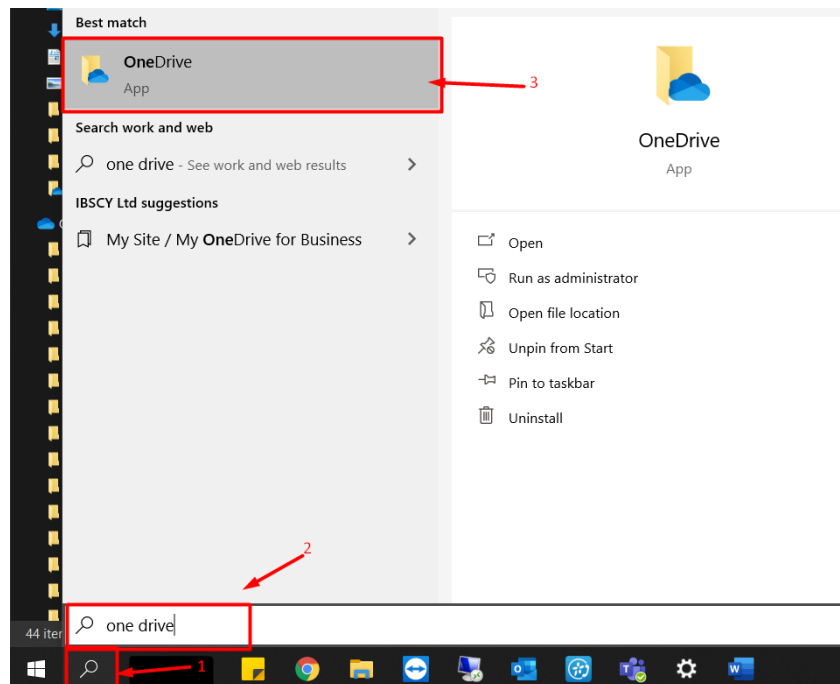 Best match
OneDrive
App
3
Search work and web
one drive - See work and web results
IBSCY Ltd suggestions
My Site / My OneDrive for Business
OneDrive
App
Open
Run as administrator
Open file location
Unpin from Start
Pin to taskbar
Uninstall
2
one drive
44
1